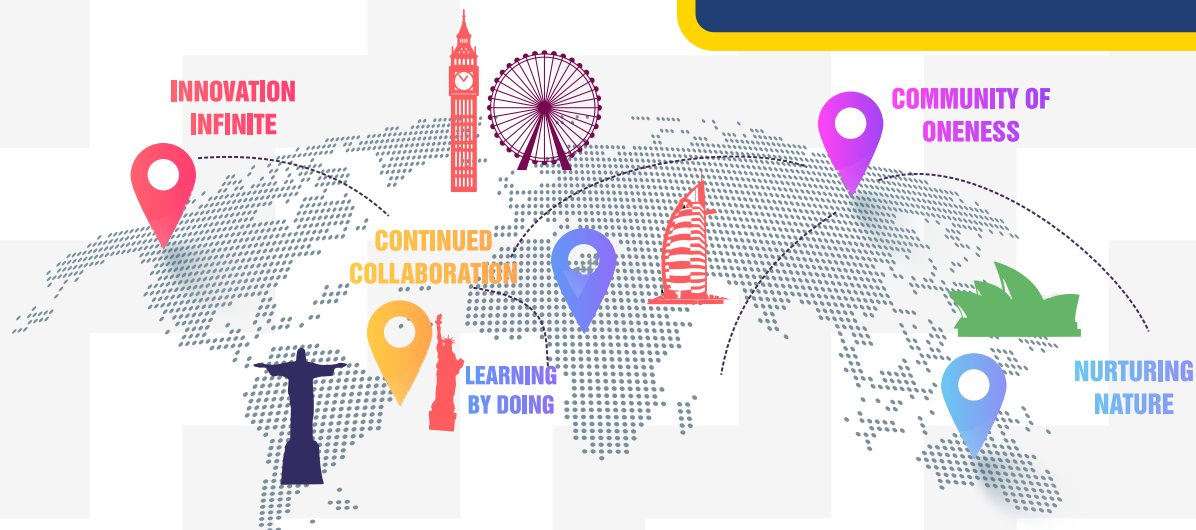 INNOVATION
INFINITE
COMMUNITY OF
ONENESS
CONTINUED
COLLABORATION
LEARNING
BY DOING
NURTURING
NATURE